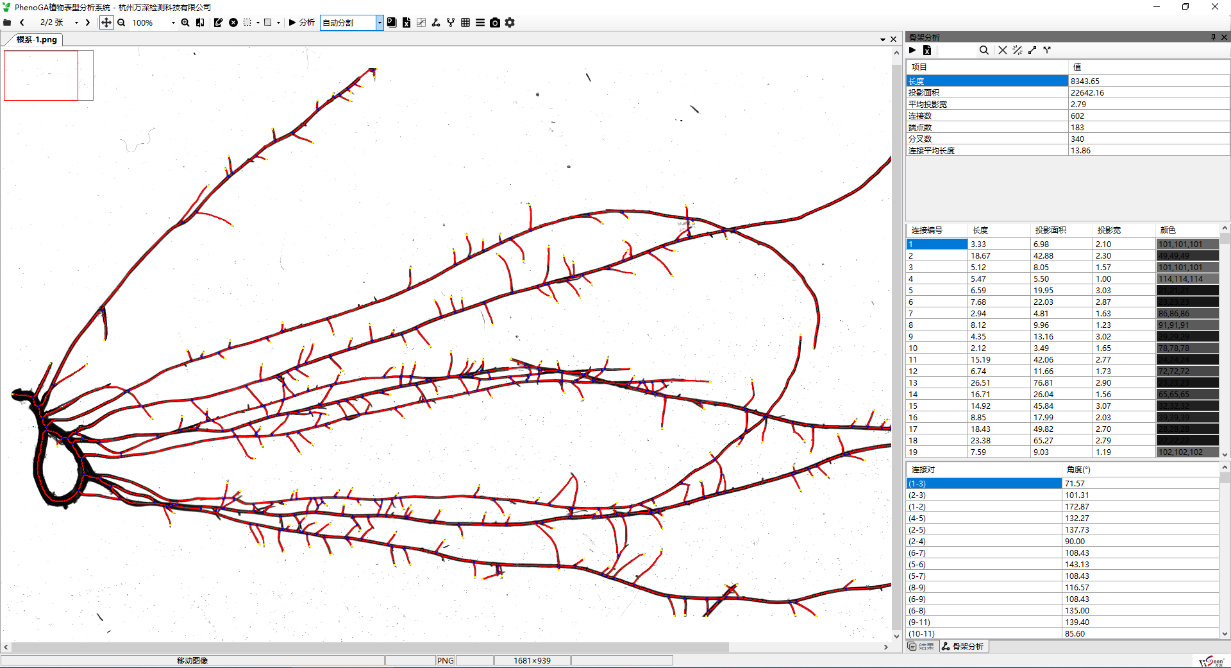 PhenoGA植物表型分析系统 - 杭州万深检测科技有限公司
2/2 张 100% 分析 自动分割
根系-1.png
骨架分析
项目 值
长度 8343.65
投影面积 22642.16
平均投影宽 2.79
连接数 602
端点数 183
分叉数 340
连接平均长度 13.86
连接编号 长度 投影面积 投影宽 颜色
1 3.33 6.98 2.10 101,101,101
2 18.67 42.88 2.30 49,49,49
3 5.12 8.05 1.57 101,101,101
4 5.47 5.50 1.00 114,114,114
5 6.59 19.95 3.03
6 7.68 22.03 2.87
7 2.94 4.81 1.63 86,86,86
8 8.12 9.96 1.23 91,91,91
9 4.35 13.16 3.02
10 2.12 3.49 1.65 78,78,78
11 15.19 42.06 2.77
12 6.74 11.66 1.73 72,72,72
13 26.51 76.81 2.90
14 16.71 26.04 1.56 65,65,65
15 14.92 45.84 3.07
16 8.85 17.99 2.03
17 18.43 49.82 2.70
18 23.38 65.27 2.79
19 7.59 9.03 1.19 102,102,102
连接对 角度(°)
(1-3) 71.57
(2-3) 101.31
(1-2) 172.87
(4-5) 132.27
(2-5) 137.73
(2-4) 90.00
(6-7) 108.43
(5-6) 143.13
(5-7) 108.43
(8-9) 116.57
(6-9) 108.43
(6-8) 135.00
(9-11) 139.40
(10-11) 85.60
结果 骨架分析
移动图像 PNG 1681×939